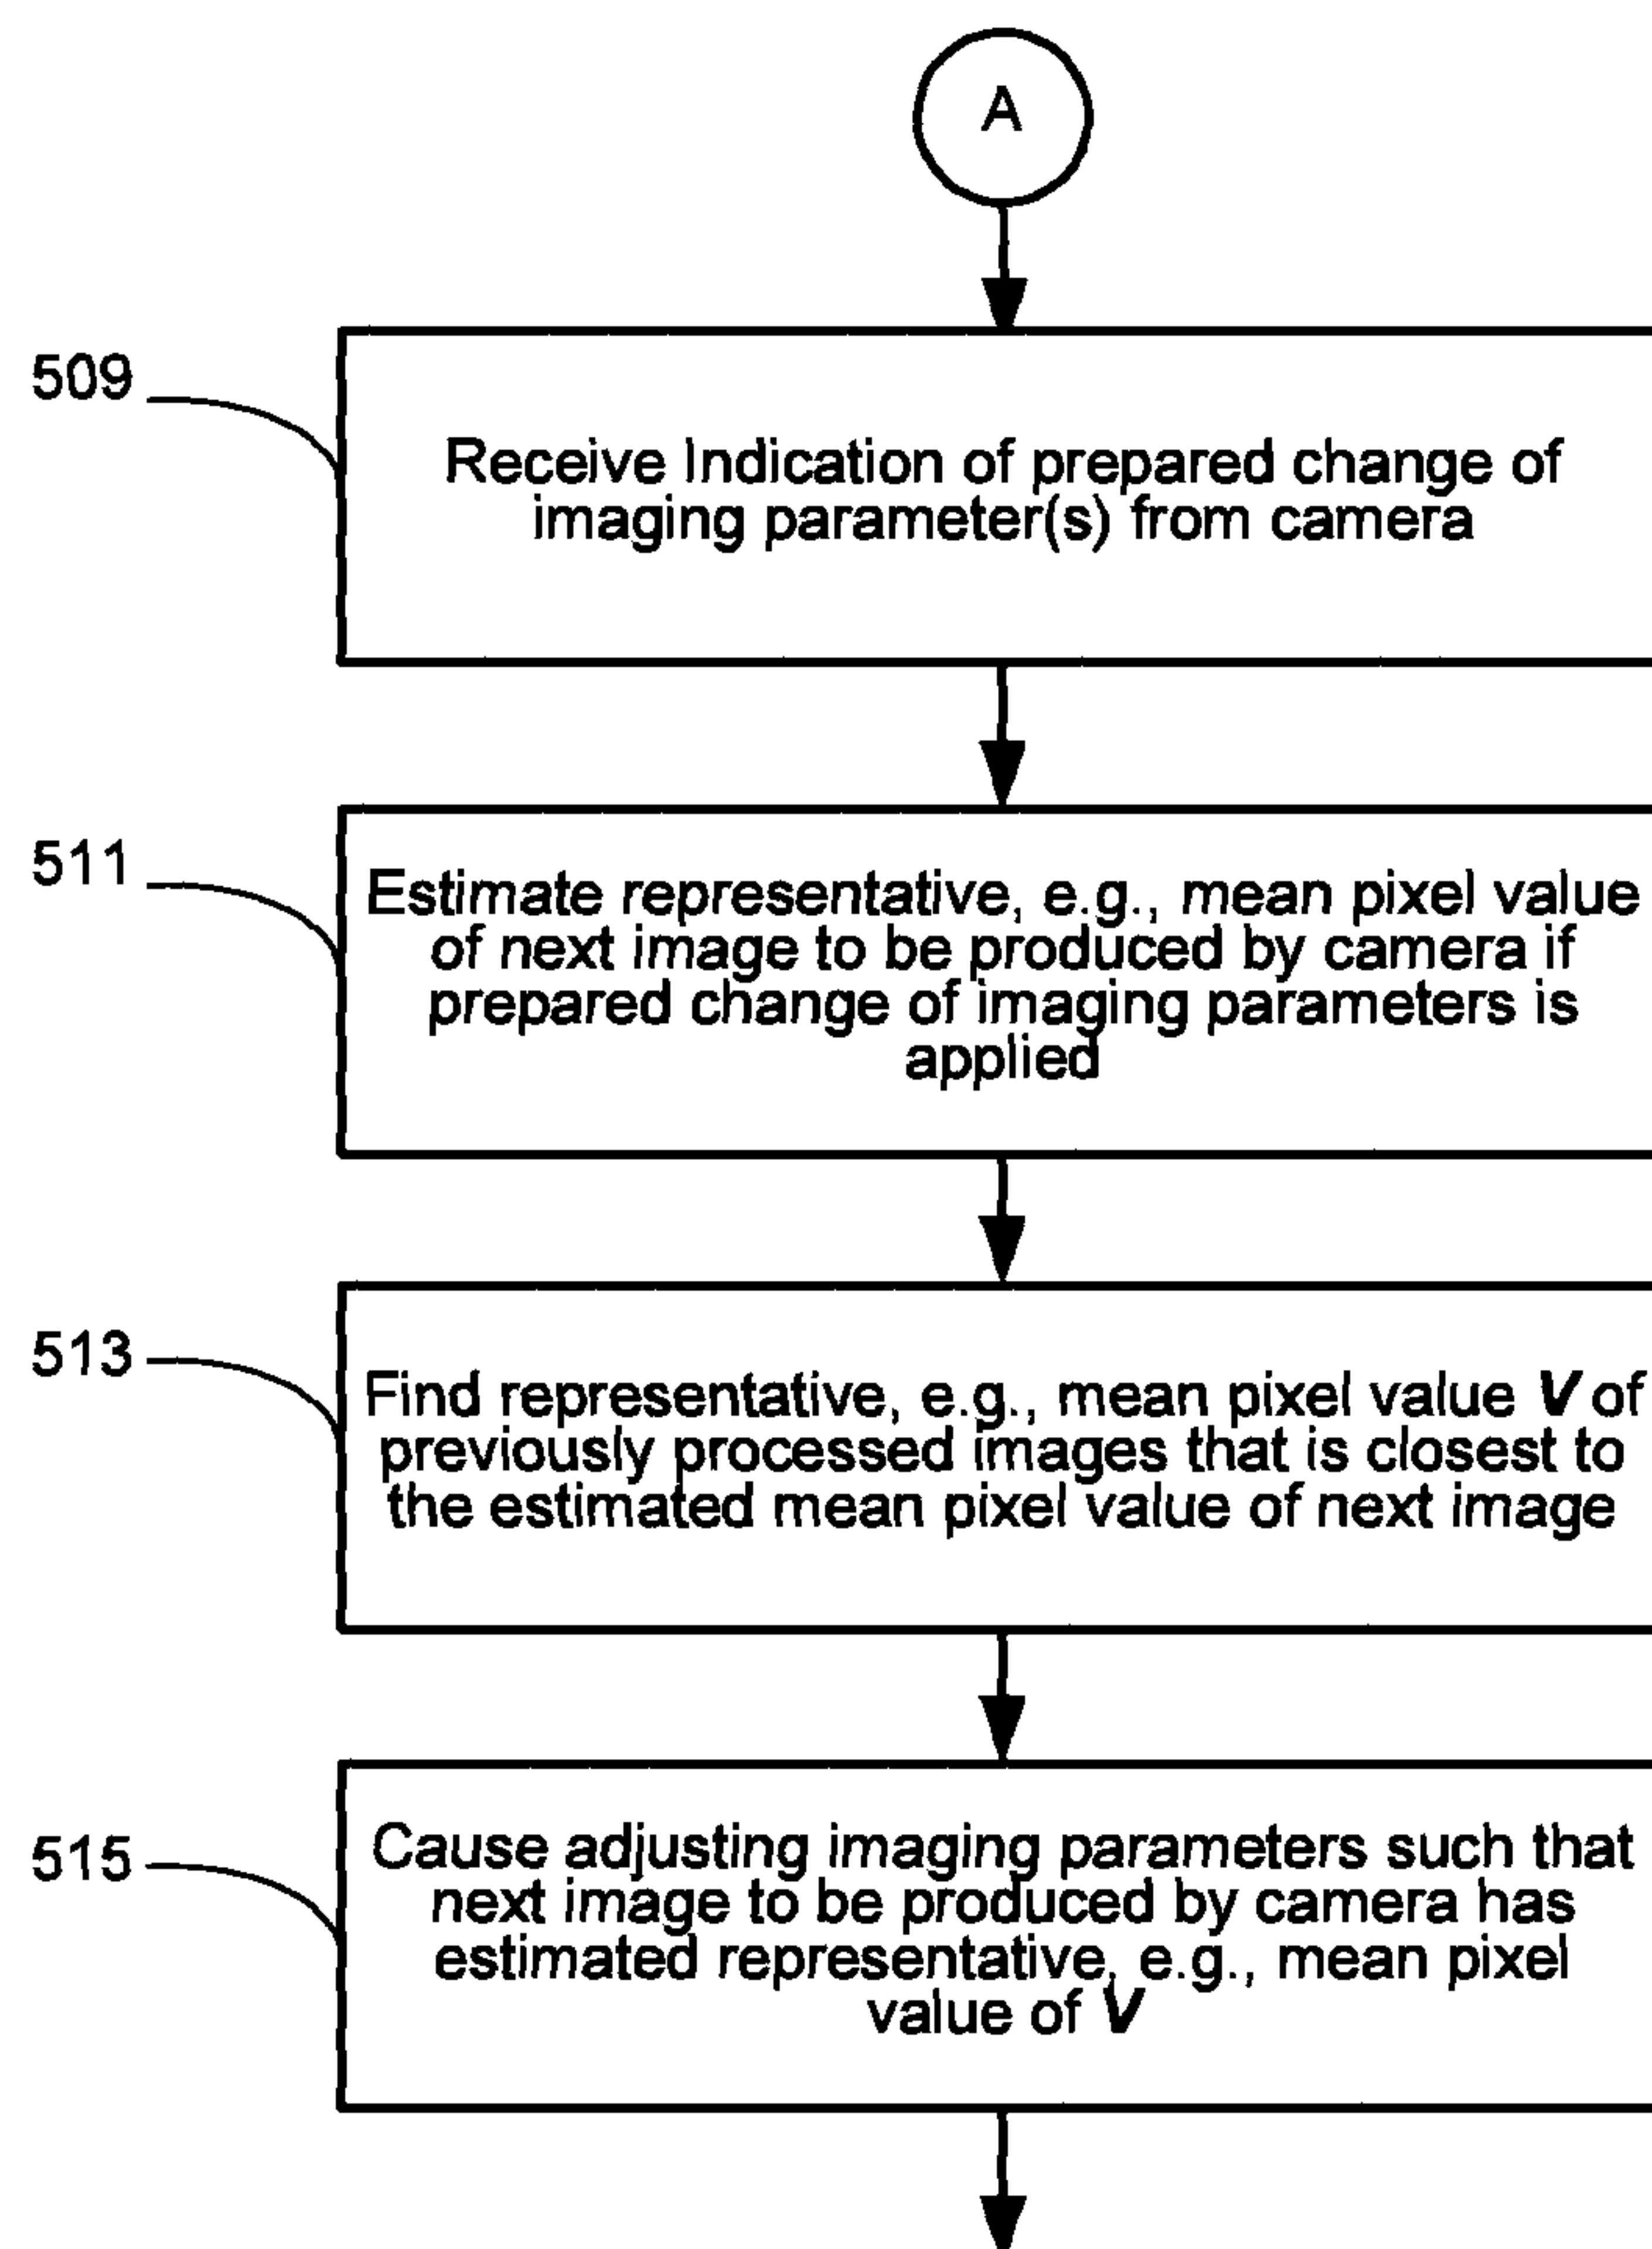 A
509
Receive Indication of prepared change of
imaging parameter(s) from camera
511
Estimate representative, e.g., mean pixel value
of next image to be produced by camera if
prepared change of imaging parameters is
applied
513
Find representative, e.g., mean pixel value V of
previously processed images that is closest to
the estimated mean pixel value of next image
515
Cause adjusting imaging parameters such that
next image to be produced by camera has
estimated representative, e.g., mean pixel
value of V